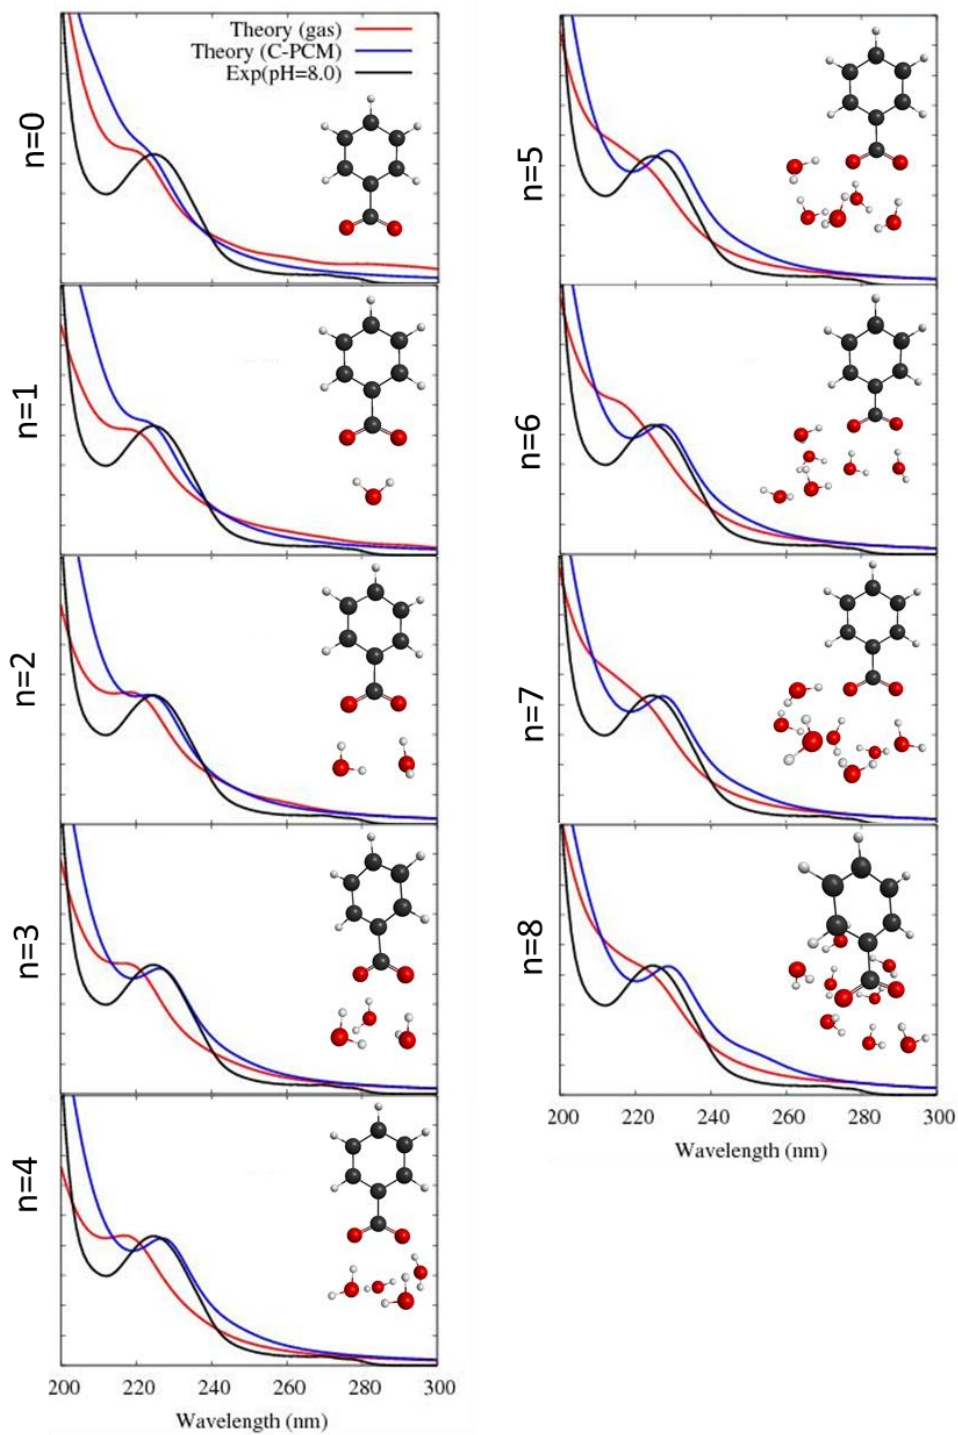 Theory (gas)
Theory (C-PCM)
Exp(pH=8.0)
n=0
n=1
n=2
n=3
n=4
200 220 240 260 280 300
Wavelength (nm)
n=5
n=6
n=7
n=8
200 220 240 260 280 300
Wavelength (nm)